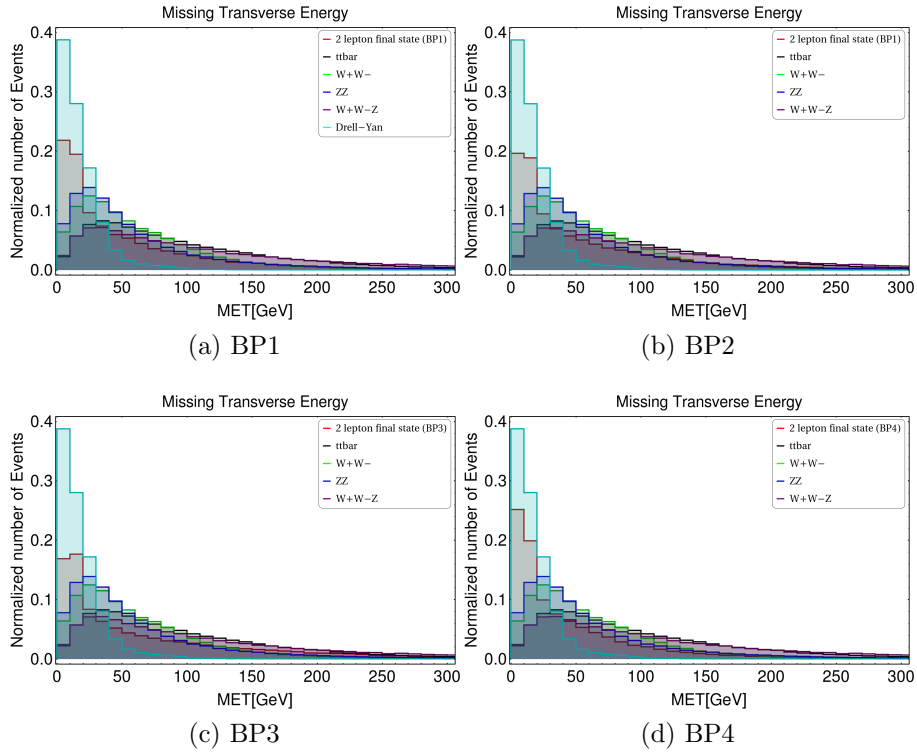 Missing Transverse Energy
Normalized number of Events
0.4
0.3
0.2
0.1
0.0
2 lepton final state (BP1)
ttbar
W+W−
ZZ
W+W−Z
Drell−Yan
0 50 100 150 200 250 300
MET[GeV]
(a) BP1
Missing Transverse Energy
Normalized number of Events
0.4
0.3
0.2
0.1
0.0
2 lepton final state (BP2)
ttbar
W+W−
ZZ
W+W−Z
0 50 100 150 200 250 300
MET[GeV]
(b) BP2
Missing Transverse Energy
Normalized number of Events
0.4
0.3
0.2
0.1
0.0
2 lepton final state (BP3)
ttbar
W+W−
ZZ
W+W−Z
0 50 100 150 200 250 300
MET[GeV]
(c) BP3
Missing Transverse Energy
Normalized number of Events
0.4
0.3
0.2
0.1
0.0
2 lepton final state (BP4)
ttbar
W+W−
ZZ
W+W−Z
0 50 100 150 200 250 300
MET[GeV]
(d) BP4